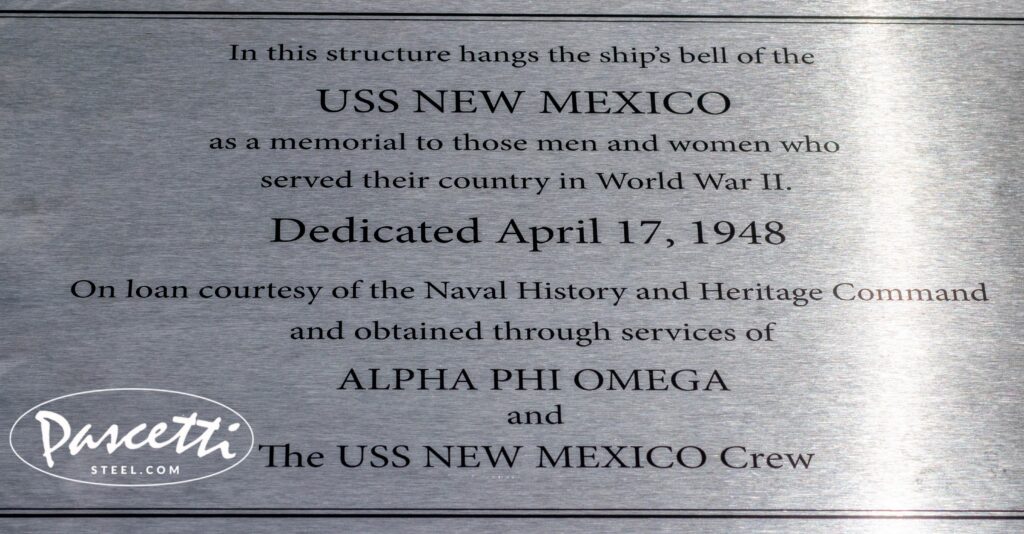 In this structure hangs the ship's bell of the
USS NEW MEXICO
as a memorial to those men and women who
served their country in World War II.
Dedicated April 17, 1948
On loan courtesy of the Naval History and Heritage Command
and obtained through services of
ALPHA PHI OMEGA
and
The USS NEW MEXICO Crew
Pascetti
STEEL.COM